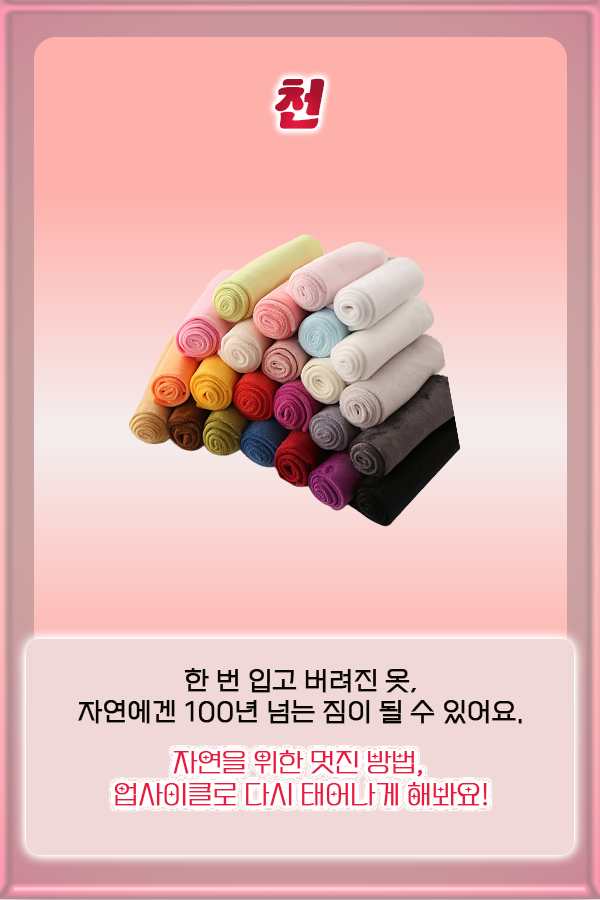 천
한 번 입고 버려진 옷,
자연에겐 100년 넘는 짐이 될 수 있어요.
자연을 위한 멋진 방법,
업사이클로 다시 태어나게 해봐요!